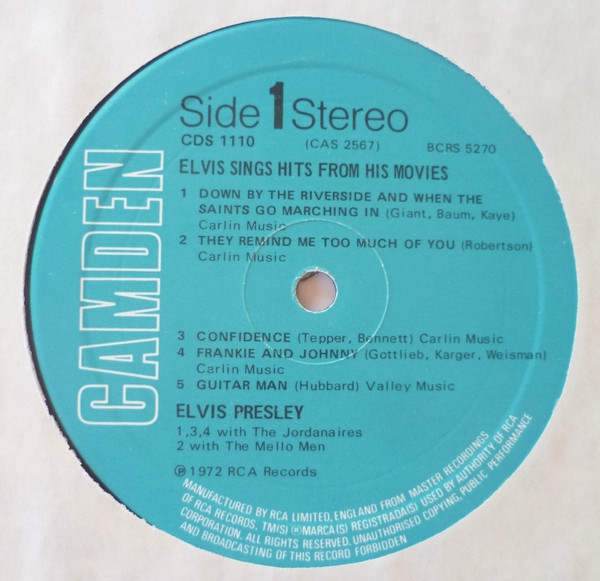 CAMDEN
Side 1 Stereo
CDS 1110 (CAS 2567) BCRS 5270
ELVIS SINGS HITS FROM HIS MOVIES
1 DOWN BY THE RIVERSIDE AND WHEN THE
SAINTS GO MARCHING IN (Giant, Baum, Kaye)
Carlin Music
2 THEY REMIND ME TOO MUCH OF YOU (Robertson)
Carlin Music
3 CONFIDENCE (Tepper, Bennett) Carlin Music
4 FRANKIE AND JOHNNY (Gottlieb, Karger, Weisman)
Carlin Music
5 GUITAR MAN (Hubbard) Valley Music
ELVIS PRESLEY
1,3,4 with The Jordanaires
2 with The Mello Men
℗ 1972 RCA Records
MANUFACTURED BY RCA LIMITED, ENGLAND FROM MASTER RECORDINGS
OF RCA RECORDS, TM(S) ® MARCA(S) REGISTRADA(S) USED BY AUTHORITY OF RCA
CORPORATION. ALL RIGHTS RESERVED. UNAUTHORISED COPYING, PUBLIC PERFORMANCE
AND BROADCASTING OF THIS RECORD FORBIDDEN